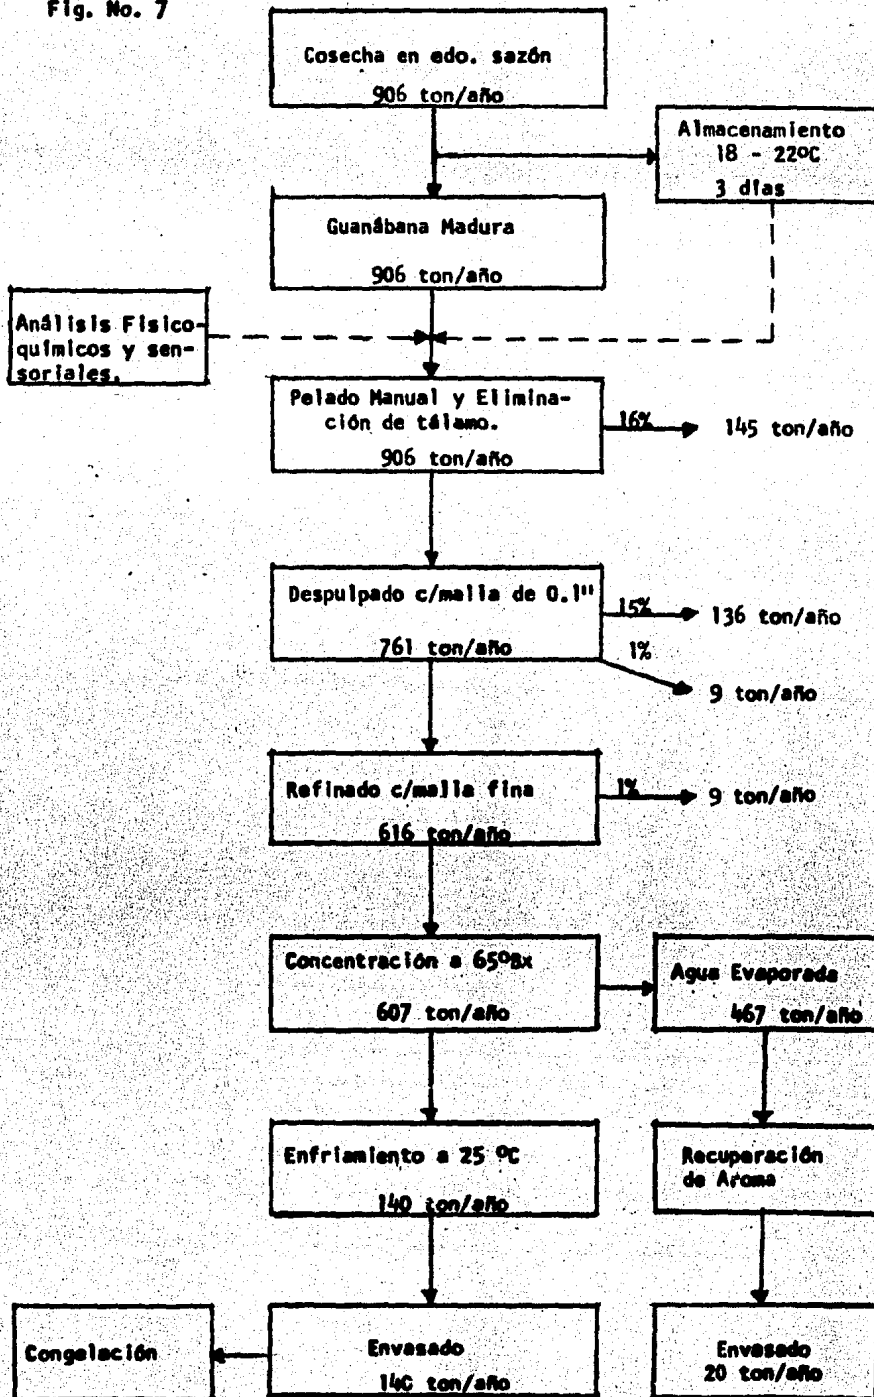 Fig. No. 7
Cosecha en edo. sazón
906 ton/año
Almacenamiento
18 - 22ºC
3 días
Guanábana Madura
906 ton/año
Análisis Físico-
químicos y sen-
soriales.
Pelado Manual y Elimina-
ción de tálamo.
906 ton/año
16%
145 ton/año
Despulpado c/malla de 0.1"
761 ton/año
15%
136 ton/año
1%
9 ton/año
Refinado c/malla fina
616 ton/año
1%
9 ton/año
Concentración a 65ºBx
607 ton/año
Agua Evaporada
467 ton/año
Enfriamiento a 25 ºC
140 ton/año
Recuperación
de Aroma
Congelación
Envasado
140 ton/año
Envasado
20 ton/año